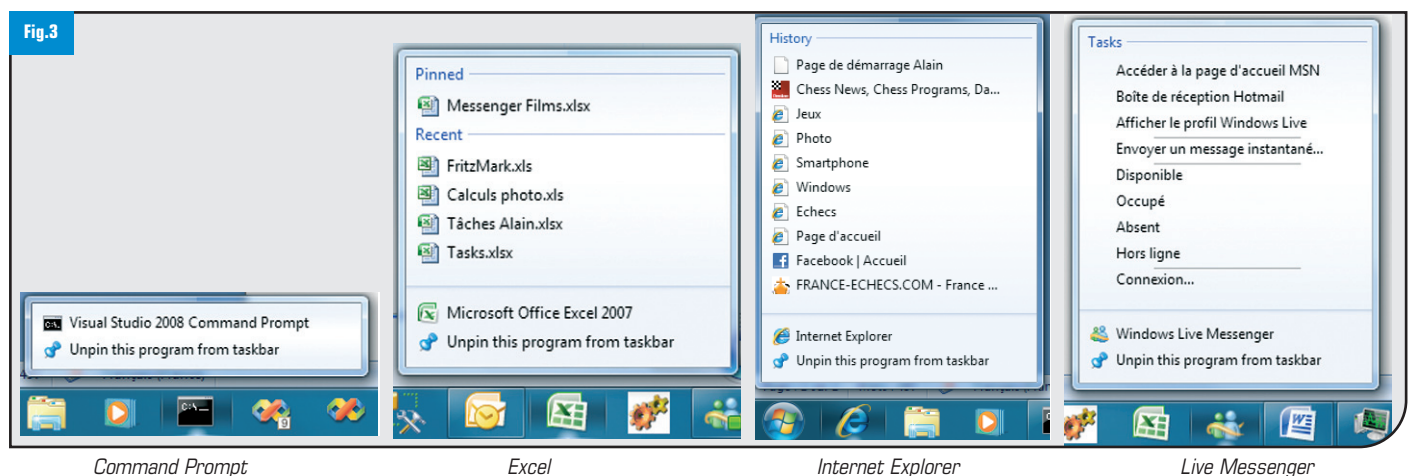 Fig.3
Visual Studio 2008 Command Prompt
Unpin this program from taskbar
Pinned
Messenger Films.xlsx
Recent
FritzMark.xls
Calculs photo.xls
Tâches Alain.xlsx
Tasks.xlsx
Microsoft Office Excel 2007
Unpin this program from taskbar
History
Page de démarrage Alain
Chess News, Chess Programs, Da...
Jeux
Photo
Smartphone
Windows
Echecs
Page d'accueil
Facebook | Accueil
FRANCE-ECHECS.COM - France ...
Internet Explorer
Unpin this program from taskbar
Tasks
Accéder à la page d'accueil MSN
Boîte de réception Hotmail
Afficher le profil Windows Live
Envoyer un message instantané...
Disponible
Occupé
Absent
Hors ligne
Connexion...
Windows Live Messenger
Unpin this program from taskbar
C:\_
9
Command Prompt
Excel
Internet Explorer
Live Messenger